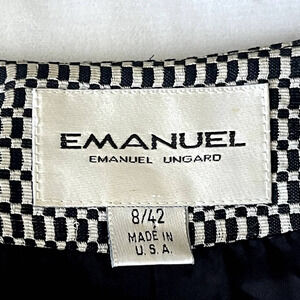 EMANUEL
EMANUEL UNGARO
8/42
MADE IN
U.S.A.